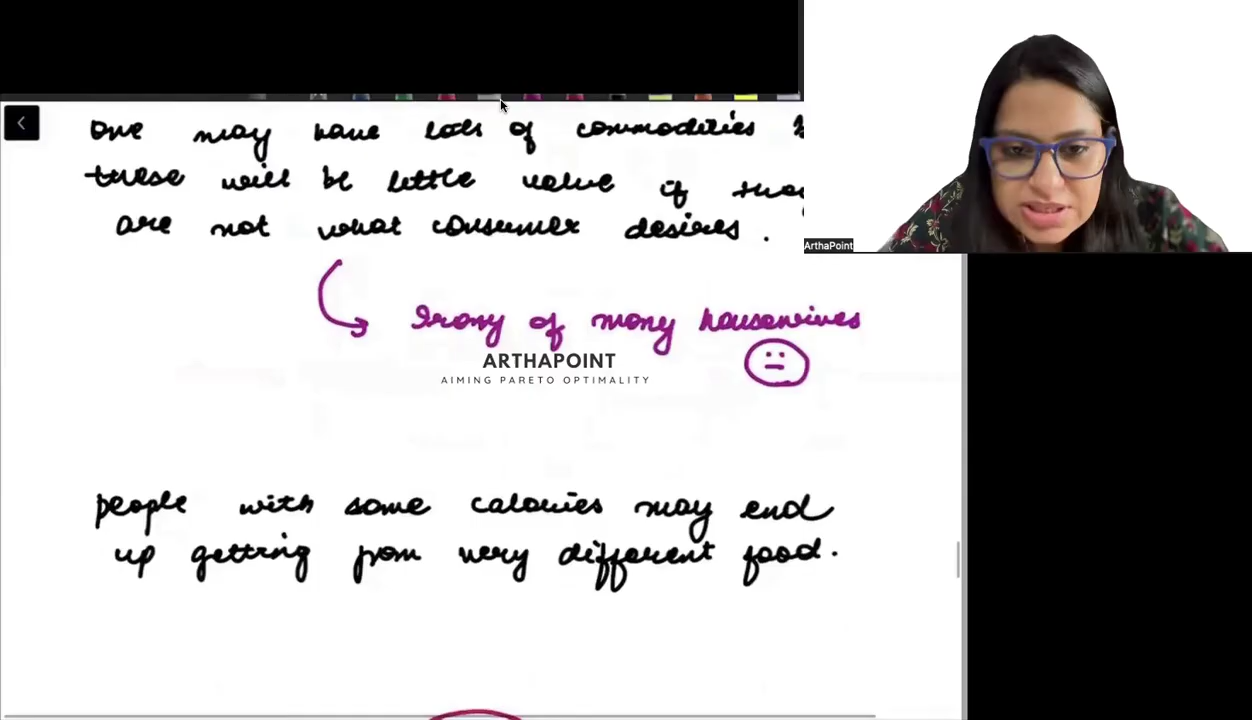 One may have lots of commodities
these will be little value if
are not what consumer desires.
Irony of many housewives
ARTHAPOINT
AIMING PARETO OPTIMALITY
people with same calories may end
up getting from very different food.
ArthaPoint